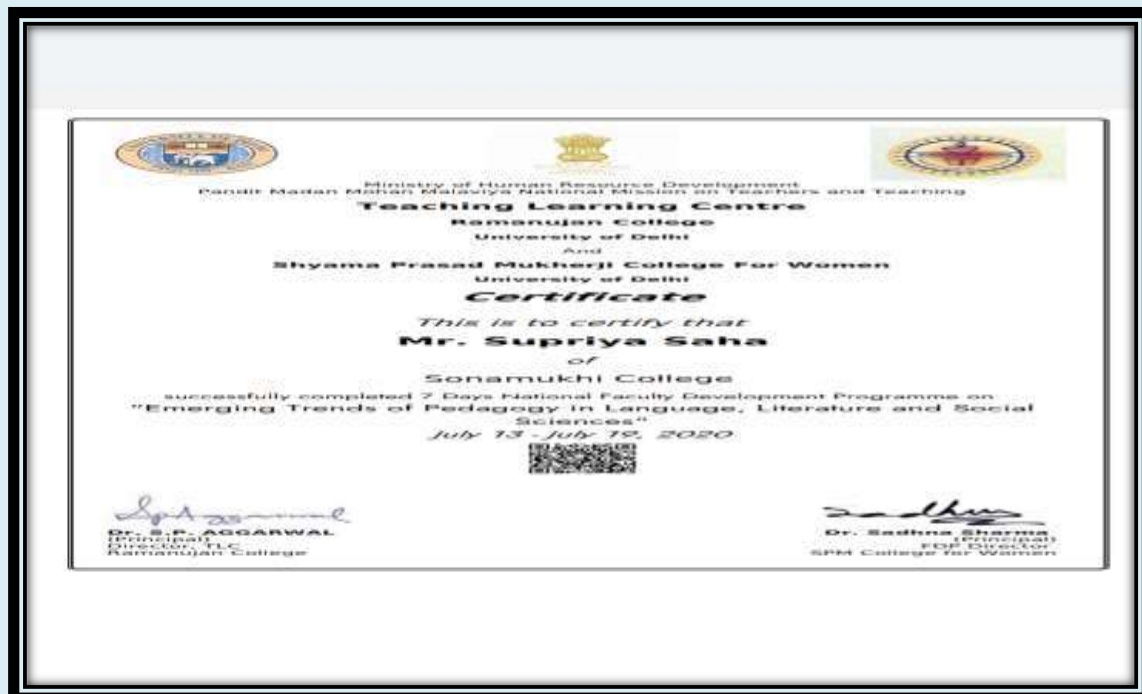 Ministry of Human Resource Development
Pandit Madan Mohan Malaviya National Mission on Teachers and Teaching
Teaching Learning Centre
Ramanujan College
University of Delhi
And
Shyama Prasad Mukherji College For Women
University of Delhi
Certificate
This is to certify that
Mr. Supriya Saha
of
Sonamukhi College
successfully completed 7 Days National Faculty Development Programme on
"Emerging Trends of Pedagogy in Language, Literature and Social
Sciences"
July 13 - July 19, 2020
Dr. S.P. AGGARWAL
(Principal)
Director, TLC
Ramanujan College
Dr. Sadhna Sharma
(Principal)
FDP Director
SPM College for Women